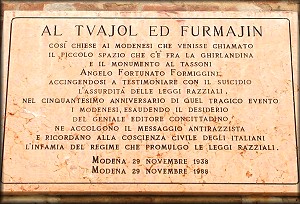 AL TVAJOL ED FURMAJIN
COSÌ CHIESE AI MODENESI CHE VENISSE CHIAMATO
IL PICCOLO SPAZIO CHE C'È FRA LA GHIRLANDINA
E IL MONUMENTO AL TASSONI
ANGELO FORTUNATO FORMIGGINI,
ACCINGENDOSI A TESTIMONIARE CON IL SUICIDIO
L'ASSURDITÀ DELLE LEGGI RAZZIALI.
NEL CINQUANTESIMO ANNIVERSARIO DI QUEL TRAGICO EVENTO
I MODENESI, ESAUDENDO IL DESIDERIO
DEL GENIALE EDITORE CONCITTADINO,
NE ACCOLGONO IL MESSAGGIO ANTIRAZZISTA
E RICORDANO ALLA COSCIENZA CIVILE DEGLI ITALIANI
L'INFAMIA DEL REGIME CHE PROMULGÒ LE LEGGI RAZZIALI.
MODENA 29 NOVEMBRE 1938
MODENA 29 NOVEMBRE 1988